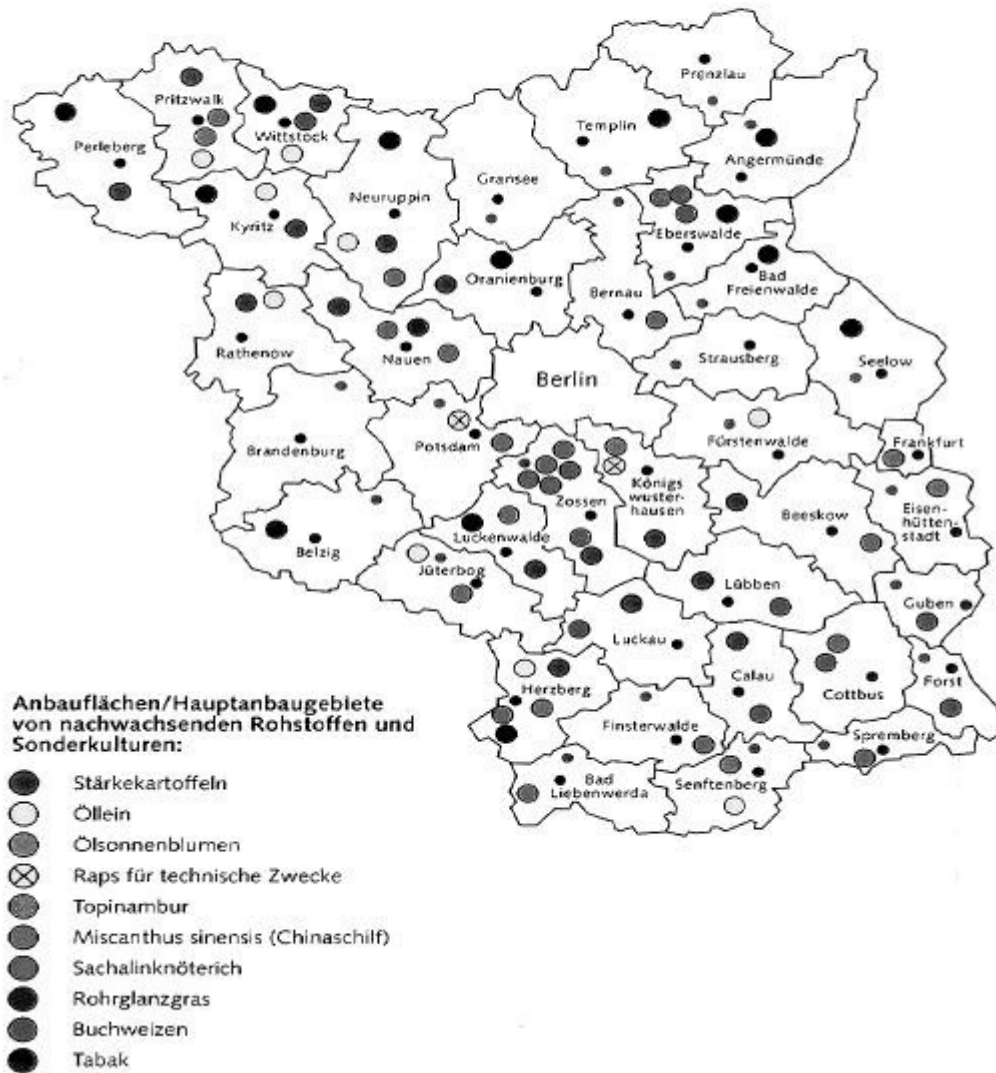 Prenzlau
Pritzwalk
Templin
Wittstock
Perleberg
Angermünde
Gransee
Neuruppin
Kyritz
Eberswalde
Oranienburg
Bad
Freienwalde
Bernau
Rathenow
Nauen
Strausberg
Seelow
Berlin
Brandenburg
Potsdam
Fürstenwalde
Frankfurt
Königs
wuster-
hausen
Zossen
Beeskow
Eisen-
hütten-
stadt
Belzig
Luckenwalde
Jüterbog
Lübben
Guben
Luckau
Calau
Cottbus
Forst
Herzberg
Finsterwalde
Spremberg
Bad
Liebenwerda
Senftenberg
Anbauflächen/Hauptanbaugebiete
von nachwachsenden Rohstoffen und
Sonderkulturen:
Stärkekartoffeln
Öllein
Ölsonnenblumen
Raps für technische Zwecke
Topinambur
Miscanthus sinensis (Chinaschilf)
Sachalinknöterich
Rohrglanzgras
Buchweizen
Tabak